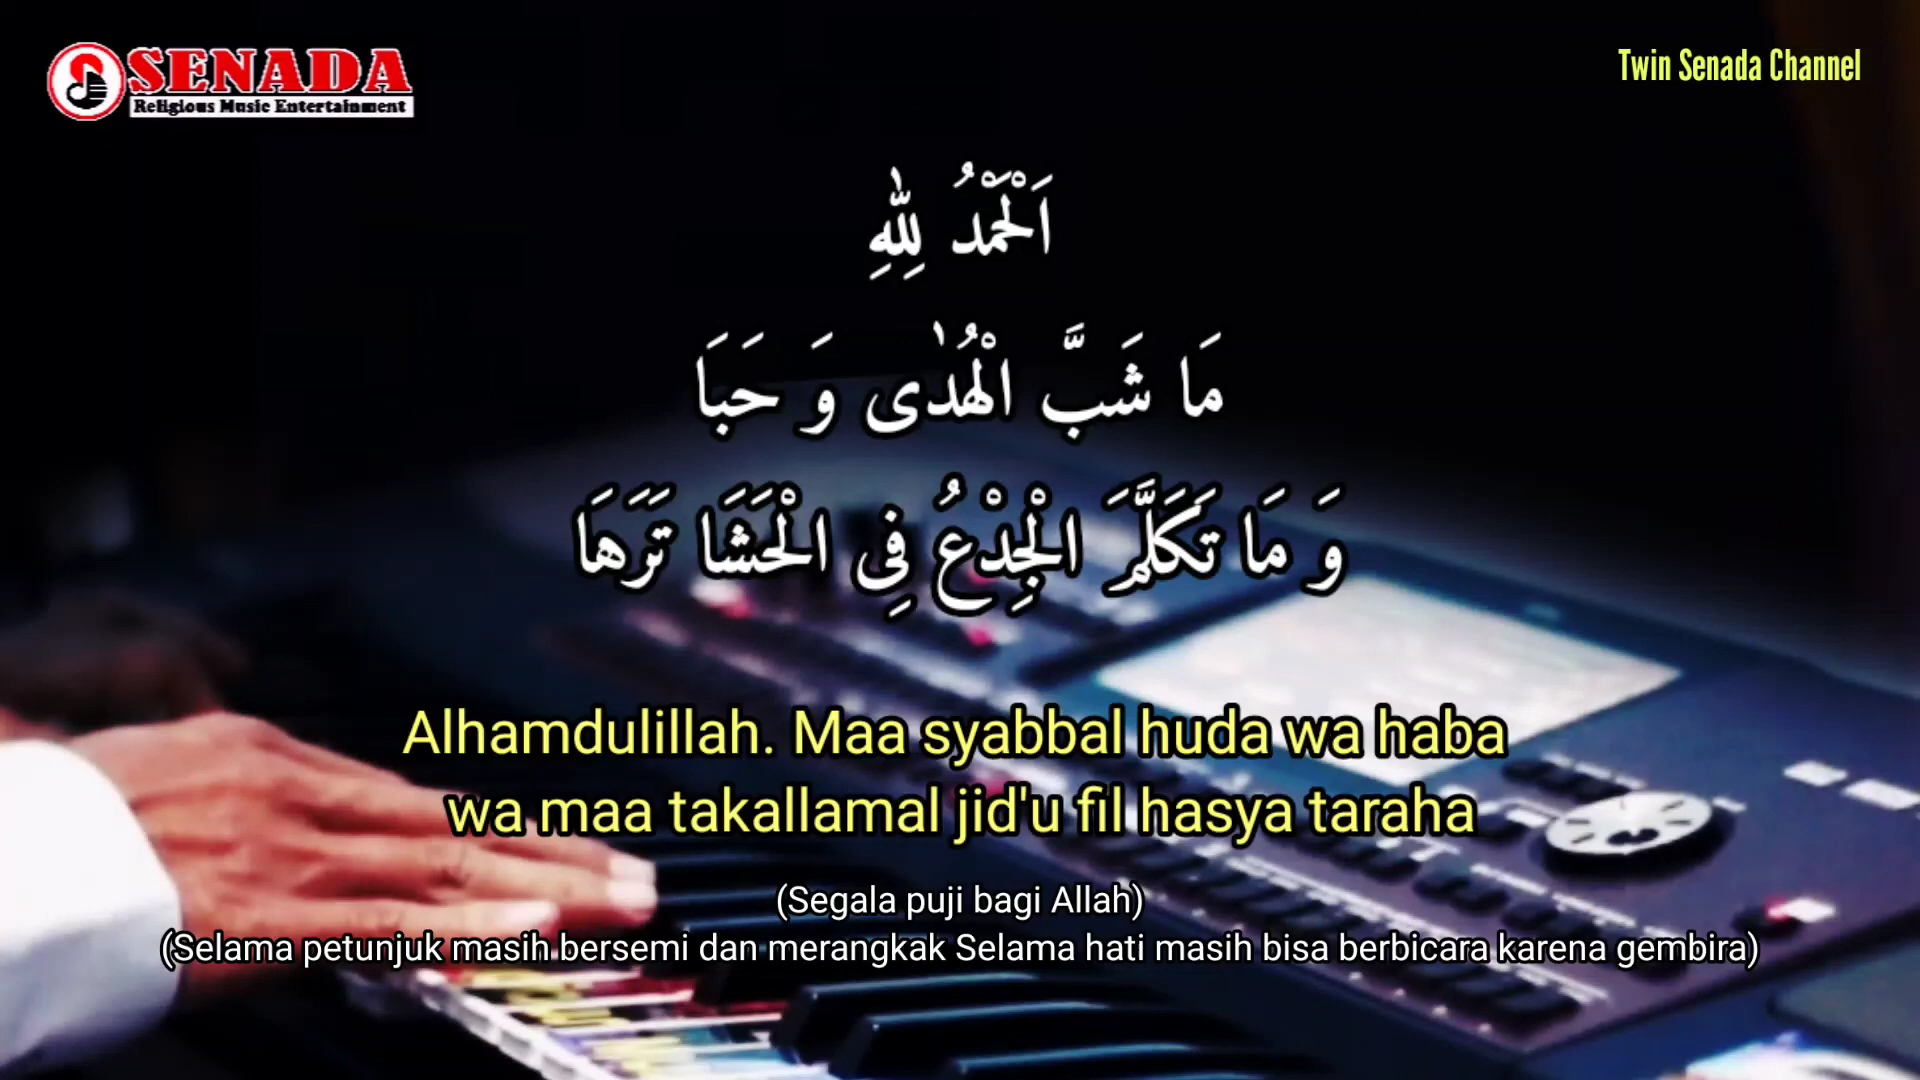 SENADA
Religious Music Entertainment
Twin Senada Channel
اَلْحَمْدُ لِلّٰهِ
مَا شَبَّ الْهُدٰى وَ حَبَا
وَ مَا تَكَلَّمَ الْجِدْعُ فِى الْحَشَا تَرَهَا
Alhamdulillah. Maa syabbal huda wa haba
wa maa takallamal jid'u fil hasya taraha
(Segala puji bagi Allah)
(Selama petunjuk masih bersemi dan merangkak Selama hati masih bisa berbicara karena gembira)